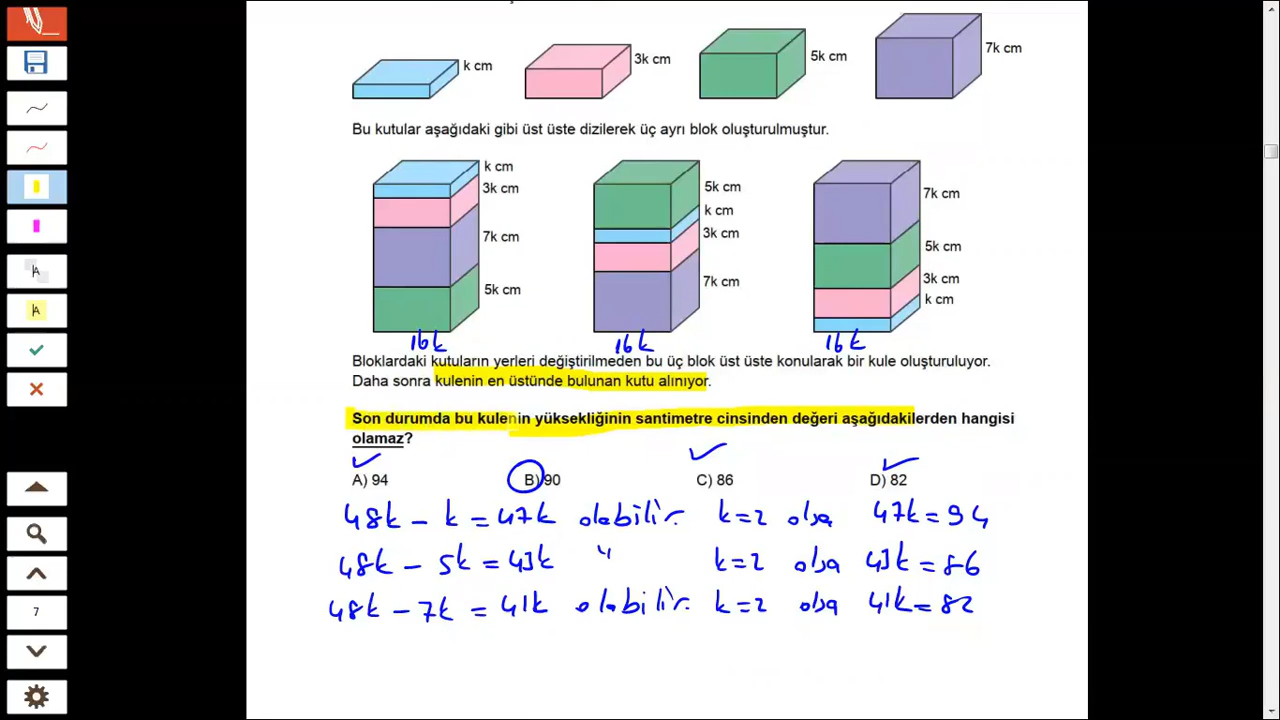 k cm
3k cm
5k cm
7k cm
Bu kutular aşağıdaki gibi üst üste dizilerek üç ayrı blok oluşturulmuştur.
k cm
3k cm
7k cm
5k cm
5k cm
k cm
3k cm
7k cm
7k cm
5k cm
3k cm
k cm
16k
16k
16k
Bloklardaki kutuların yerleri değiştirilmeden bu üç blok üst üste konularak bir kule oluşturuluyor.
Daha sonra kulenin en üstünde bulunan kutu alınıyor.
Son durumda bu kulenin yüksekliğinin santimetre cinsinden değeri aşağıdakilerden hangisi
olamaz?
A) 94 B) 90 C) 86 D) 82
48k - k = 47k olabilir. k=2 olsa 47k = 94
48k - 5k = 43k " k=2 olsa 43k = 86
48k - 7k = 41k olabilir. k=2 olsa 41k = 82
A
A
7